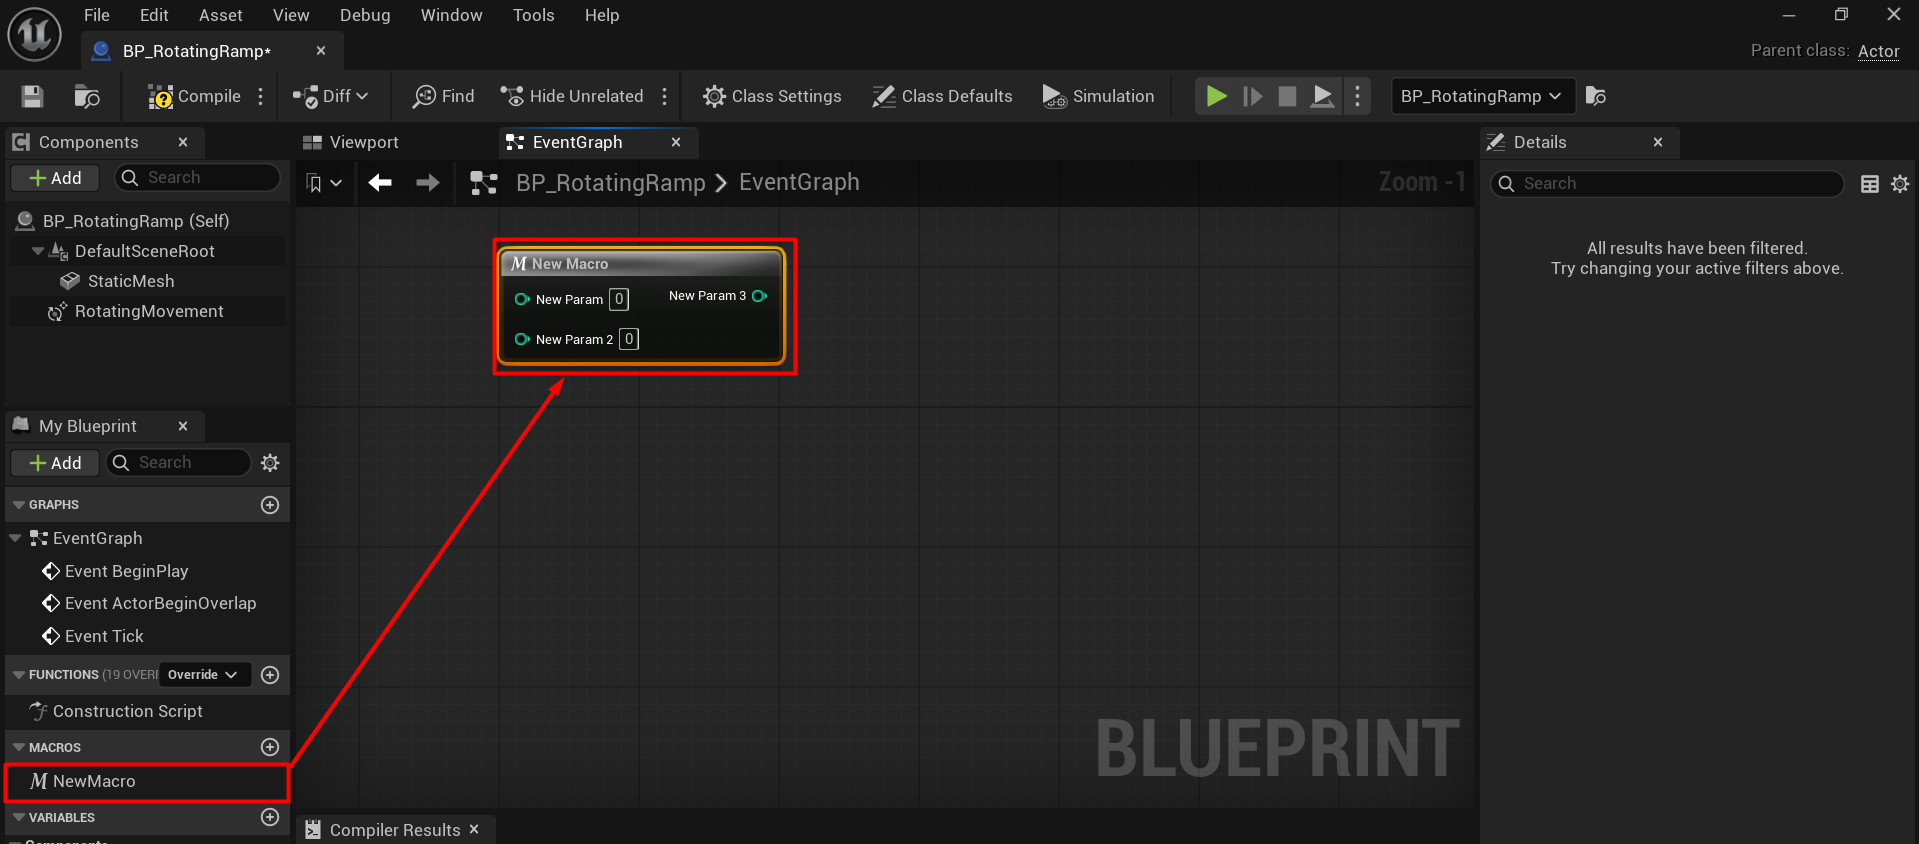 File Edit Asset View Debug Window Tools Help
BP_RotatingRamp*
Parent class: Actor
Compile Diff Find Hide Unrelated Class Settings Class Defaults Simulation BP_RotatingRamp
Components
Add Search
BP_RotatingRamp (Self)
DefaultSceneRoot
StaticMesh
RotatingMovement
My Blueprint
Add Search
GRAPHS
EventGraph
Event BeginPlay
Event ActorBeginOverlap
Event Tick
FUNCTIONS (19 OVERR Override
Construction Script
MACROS
NewMacro
VARIABLES
Components
Viewport EventGraph
BP_RotatingRamp > EventGraph Zoom -1
New Macro
New Param 0 New Param 3
New Param 2 0
BLUEPRINT
Compiler Results
Details
Search
All results have been filtered.
Try changing your active filters above.